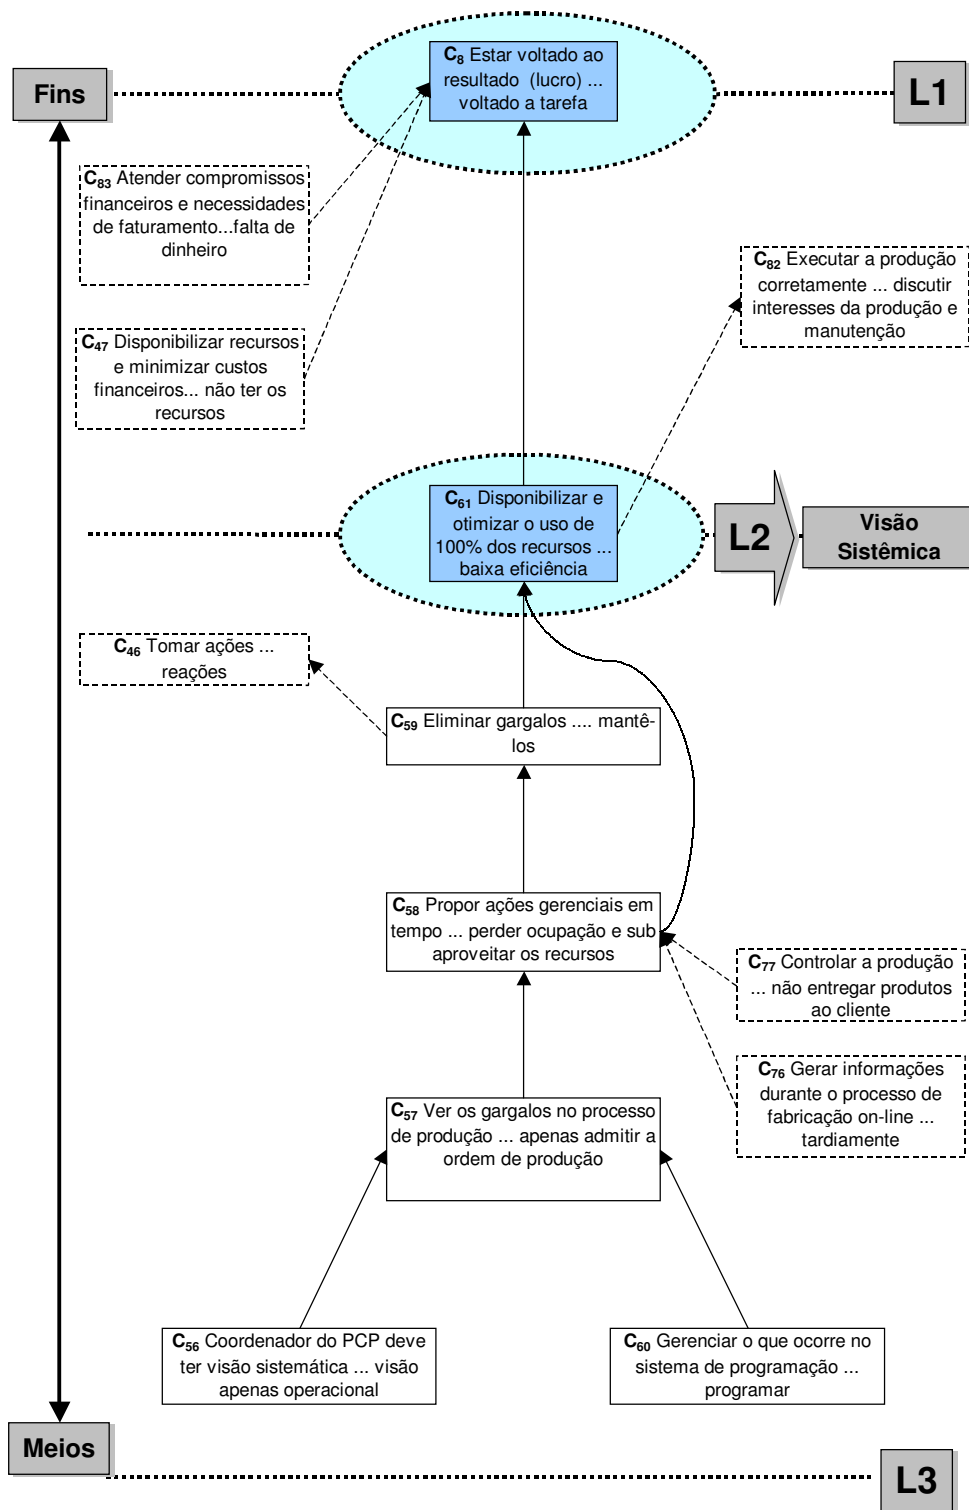 C8 Estar voltado ao
resultado (lucro) ...
voltado a tarefa
Fins
L1
C83 Atender compromissos
financeiros e necessidades
de faturamento...falta de
dinheiro
C82 Executar a produção
corretamente ... discutir
interesses da produção e
manutenção
C47 Disponibilizar recursos
e minimizar custos
financeiros... não ter os
recursos
C61 Disponibilizar e
otimizar o uso de
100% dos recursos ...
baixa eficiência
L2
Visão
Sistêmica
C46 Tomar ações ...
reações
C59 Eliminar gargalos .... mantê-
los
C58 Propor ações gerenciais em
tempo ... perder ocupação e sub
aproveitar os recursos
C77 Controlar a produção
... não entregar produtos
ao cliente
C76 Gerar informações
durante o processo de
fabricação on-line ...
tardiamente
C57 Ver os gargalos no processo
de produção ... apenas admitir a
ordem de produção
C56 Coordenador do PCP deve
ter visão sistemática ... visão
apenas operacional
C60 Gerenciar o que ocorre no
sistema de programação ...
programar
Meios
L3